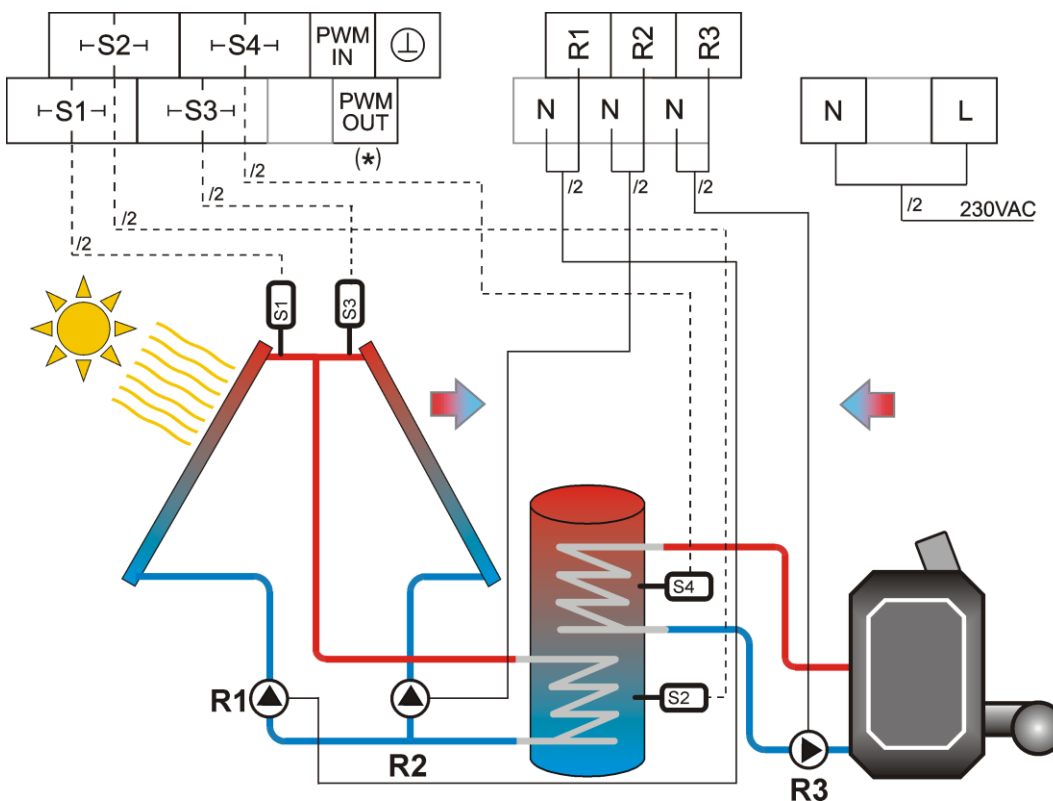 ⊢S2⊣ ⊢S4⊣ PWM IN
⊢S1⊣ ⊢S3⊣ PWM OUT
(*)
R1 R2 R3
N N N
N L
/2 /2 /2 /2
/2 /2 /2
/2 230VAC
S1 S3
S4
S2
R1
R2
R3